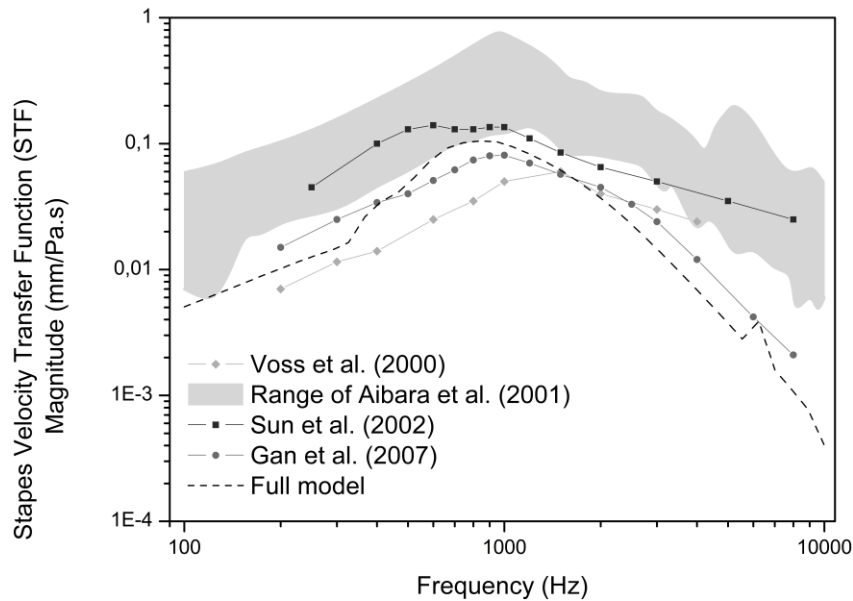 Stapes Velocity Transfer Function (STF)
Magnitude (mm/Pa.s)
1
0,1
0,01
1E-3
1E-4
Voss et al. (2000)
Range of Aibara et al. (2001)
Sun et al. (2002)
Gan et al. (2007)
Full model
100
1000
10000
Frequency (Hz)